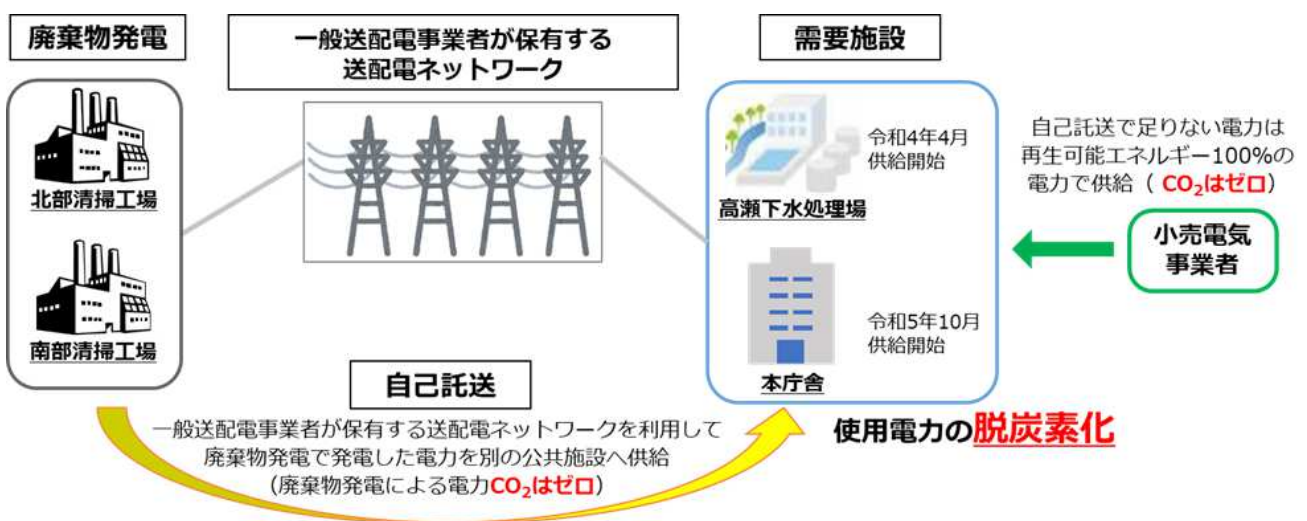 廃棄物発電
北部清掃工場
南部清掃工場
一般送配電事業者が保有する
送配電ネットワーク
需要施設
令和4年4月
供給開始
高瀬下水処理場
令和5年10月
供給開始
本庁舎
自己託送で足りない電力は
再生可能エネルギー100%の
電力で供給（ CO₂はゼロ）
小売電気
事業者
自己託送
一般送配電事業者が保有する送配電ネットワークを利用して
廃棄物発電で発電した電力を別の公共施設へ供給
（廃棄物発電による電力CO₂はゼロ）
使用電力の脱炭素化